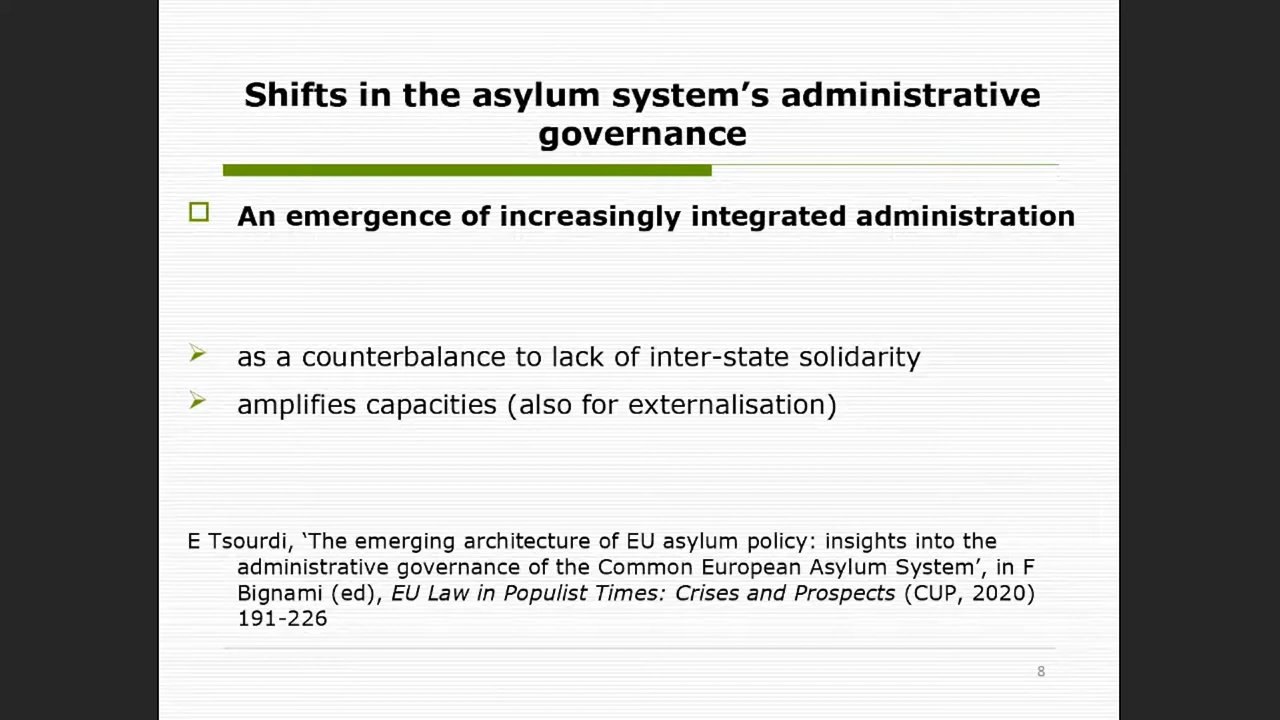 Shifts in the asylum system’s administrative
governance
An emergence of increasingly integrated administration
as a counterbalance to lack of inter-state solidarity
amplifies capacities (also for externalisation)
E Tsourdi, ‘The emerging architecture of EU asylum policy: insights into the
administrative governance of the Common European Asylum System’, in F
Bignami (ed), EU Law in Populist Times: Crises and Prospects (CUP, 2020)
191-226
8